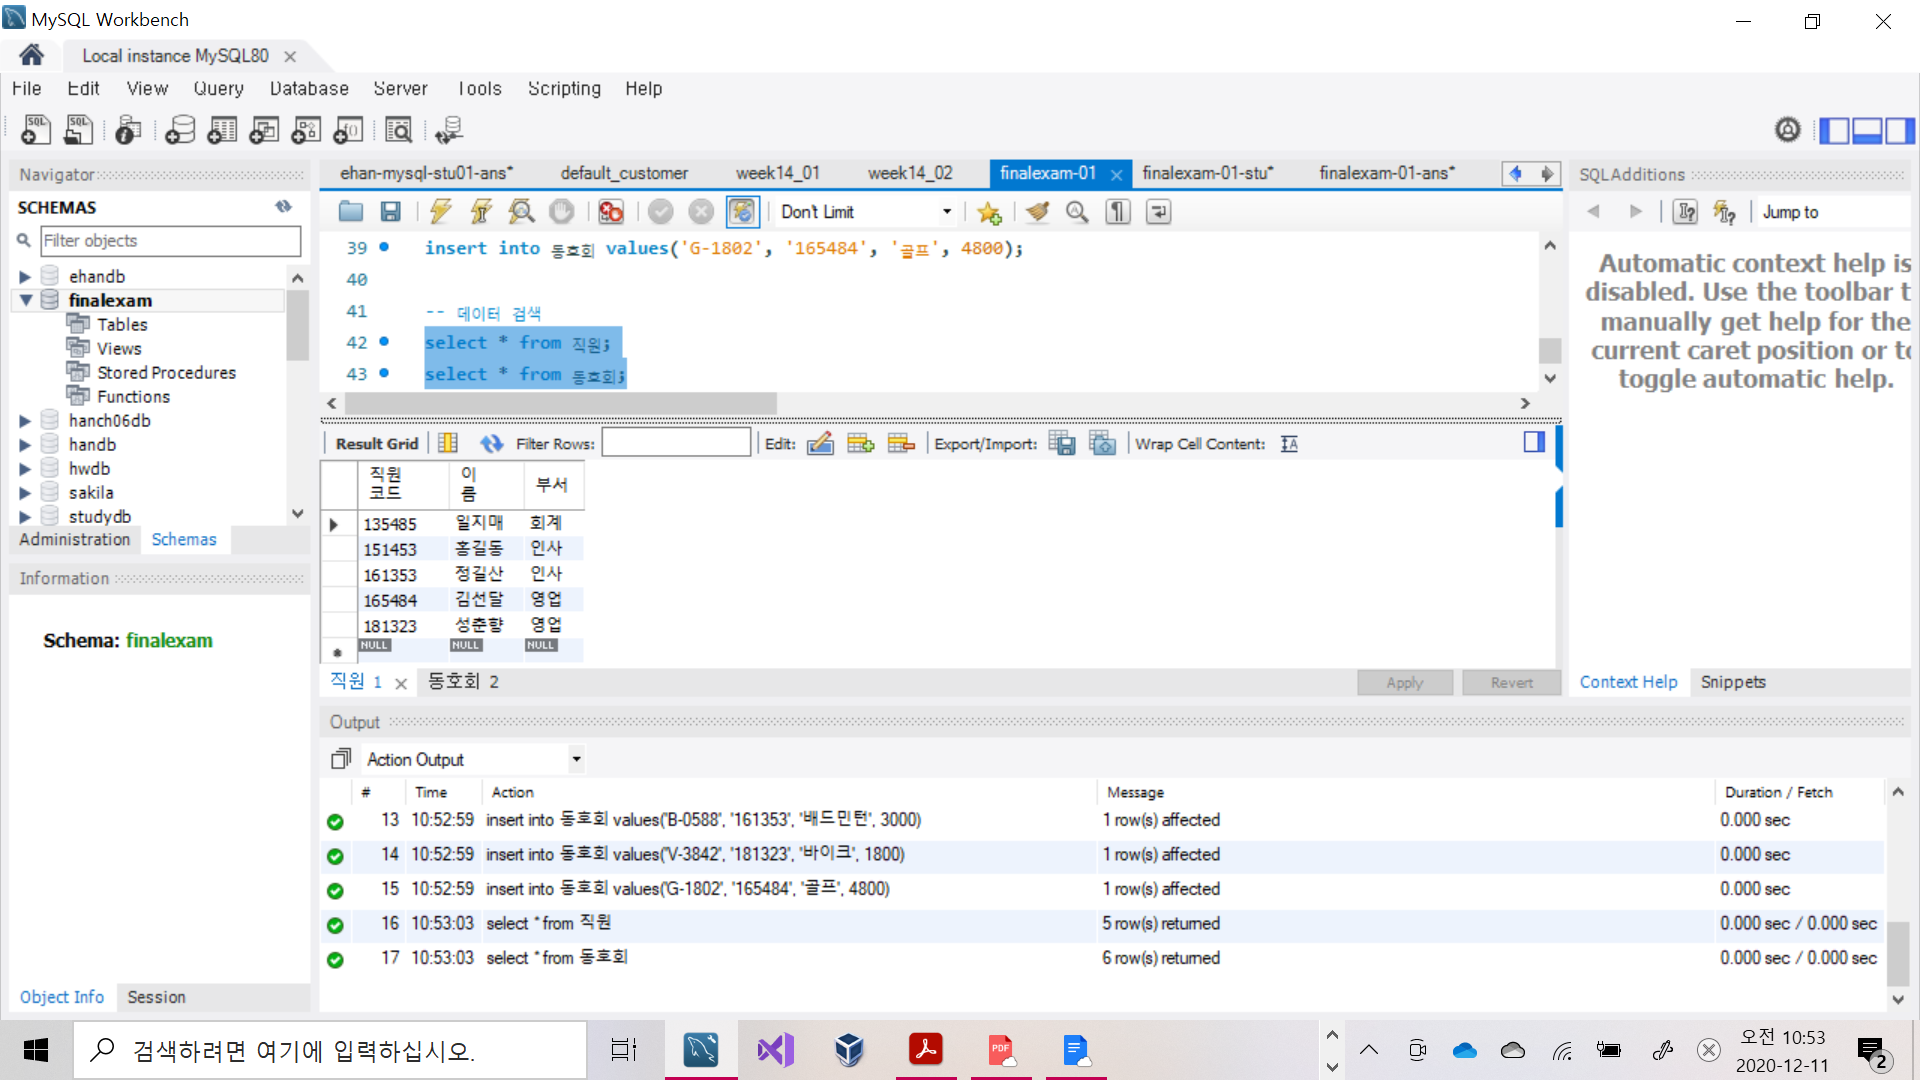 MySQL Workbench
Local instance MySQL80
File Edit View Query Database Server Tools Scripting Help
Navigator
SCHEMAS
Filter objects
ehandb
finalexam
Tables
Views
Stored Procedures
Functions
hanch06db
handb
hwdb
sakila
studydb
Administration Schemas
Information
Schema: finalexam
Object Info Session
ehan-mysql-stu01-ans* default_customer week14_01 week14_02 finalexam-01 finalexam-01-stu* finalexam-01-ans*
Don't Limit
39 insert into 동호회 values('G-1802', '165484', '골프', 4800);
40
41 -- 데이터 검색
42 select * from 직원;
43 select * from 동호회;
Result Grid Filter Rows: Edit: Export/Import: Wrap Cell Content:
직원코드 이름 부서
135485 일지매 회계
151453 홍길동 인사
161353 정길산 인사
165484 김선달 영업
181323 성춘향 영업
NULL NULL NULL
직원 1 동호회 2
Apply Revert
SQLAdditions
Jump to
Automatic context help is
disabled. Use the toolbar t
manually get help for the
current caret position or to
toggle automatic help.
Context Help Snippets
Output
Action Output
# Time Action Message Duration / Fetch
13 10:52:59 insert into 동호회 values('B-0588', '161353', '배드민턴', 3000) 1 row(s) affected 0.000 sec
14 10:52:59 insert into 동호회 values('V-3842', '181323', '바이크', 1800) 1 row(s) affected 0.000 sec
15 10:52:59 insert into 동호회 values('G-1802', '165484', '골프', 4800) 1 row(s) affected 0.000 sec
16 10:53:03 select * from 직원 5 row(s) returned 0.000 sec / 0.000 sec
17 10:53:03 select * from 동호회 6 row(s) returned 0.000 sec / 0.000 sec
검색하려면 여기에 입력하십시오.
PDF
오전 10:53
2020-12-11
2